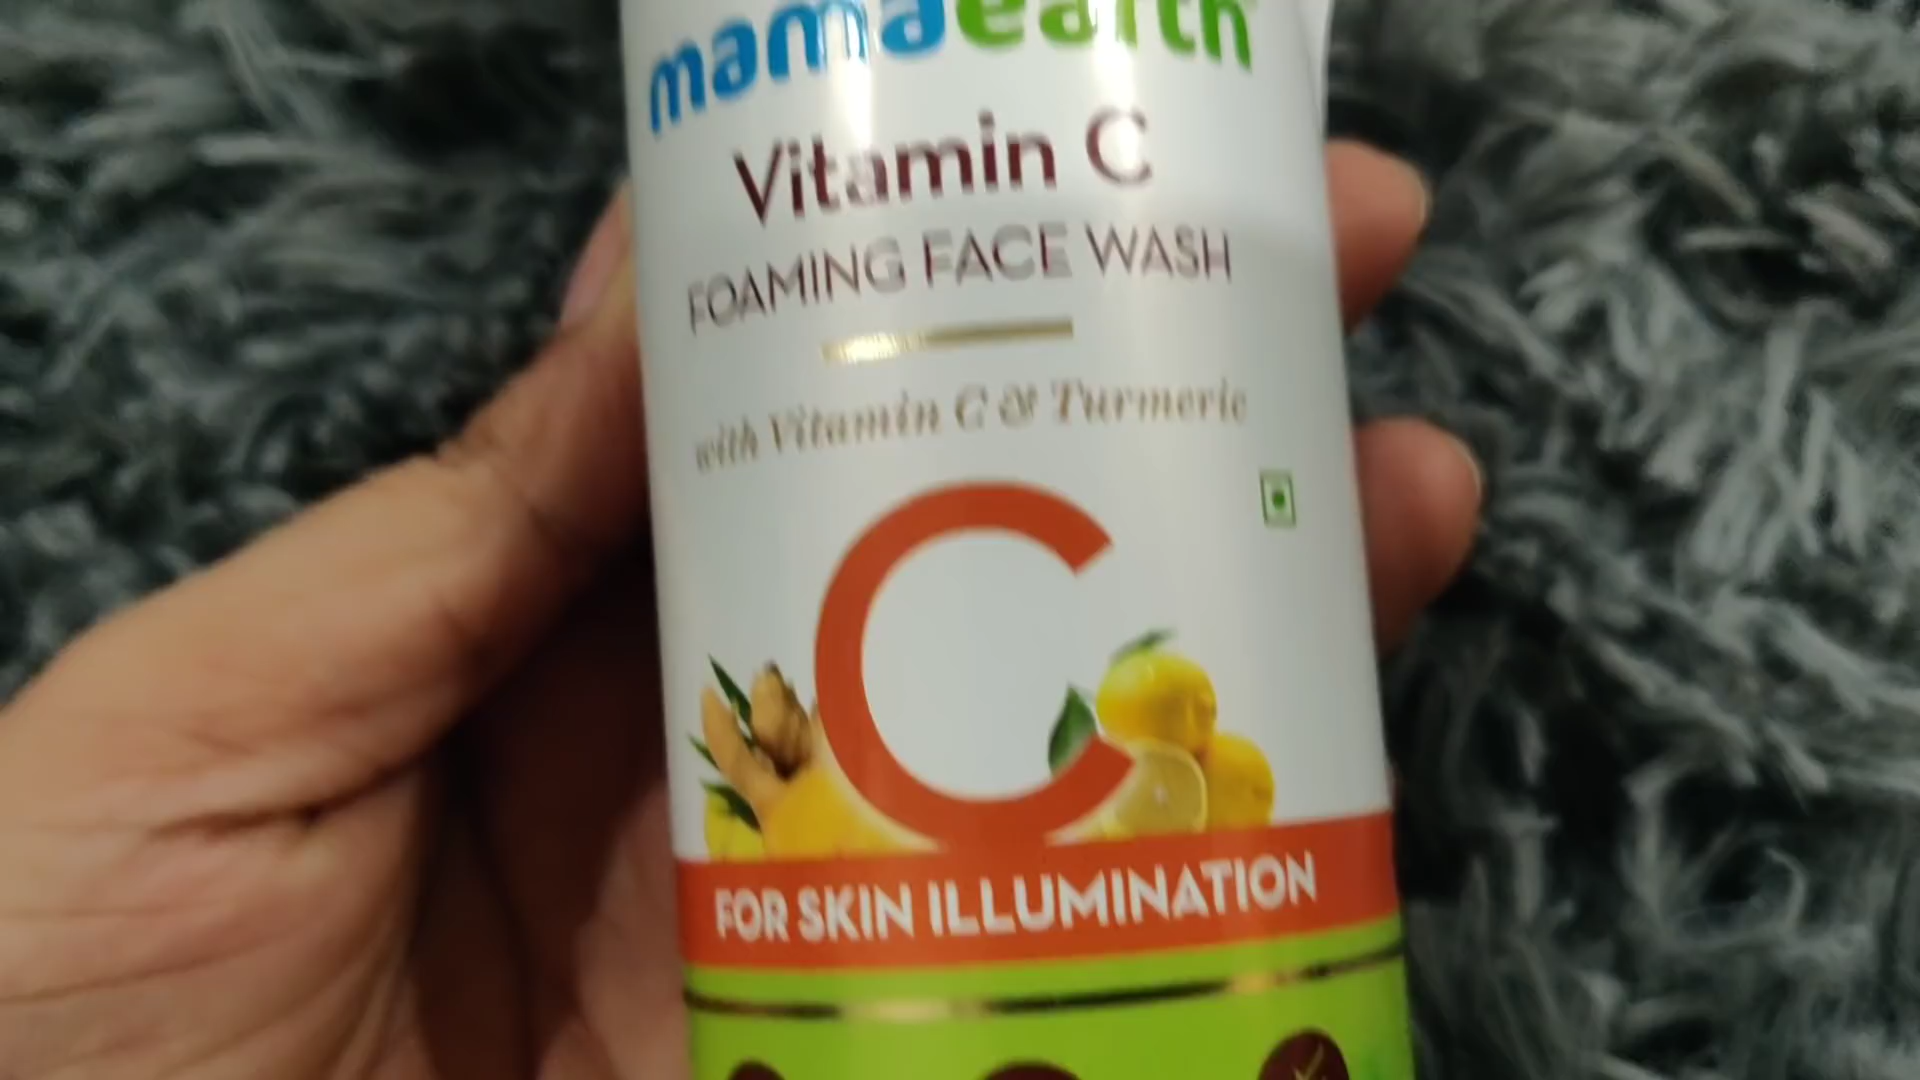 mamaearth
Vitamin C
FOAMING FACE WASH
with Vitamin C & Turmeric
C
FOR SKIN ILLUMINATION